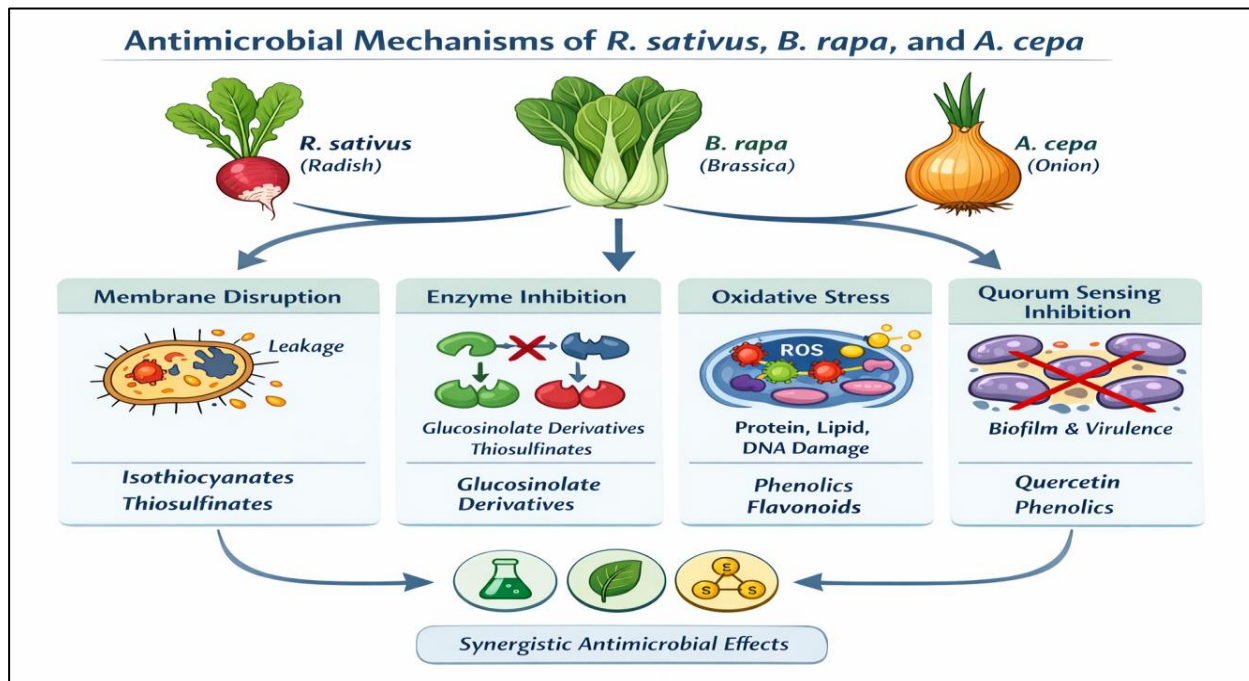 Antimicrobial Mechanisms of R. sativus, B. rapa, and A. cepa
R. sativus
(Radish)
B. rapa
(Brassica)
A. cepa
(Onion)
Membrane Disruption
Leakage
Isothiocyanates
Thiosulfinates
Enzyme Inhibition
Glucosinolate Derivatives
Thiosulfinates
Glucosinolate
Derivatives
Oxidative Stress
ROS
Protein, Lipid,
DNA Damage
Phenolics
Flavonoids
Quorum Sensing
Inhibition
Biofilm & Virulence
Quercetin
Phenolics
S
S
Synergistic Antimicrobial Effects